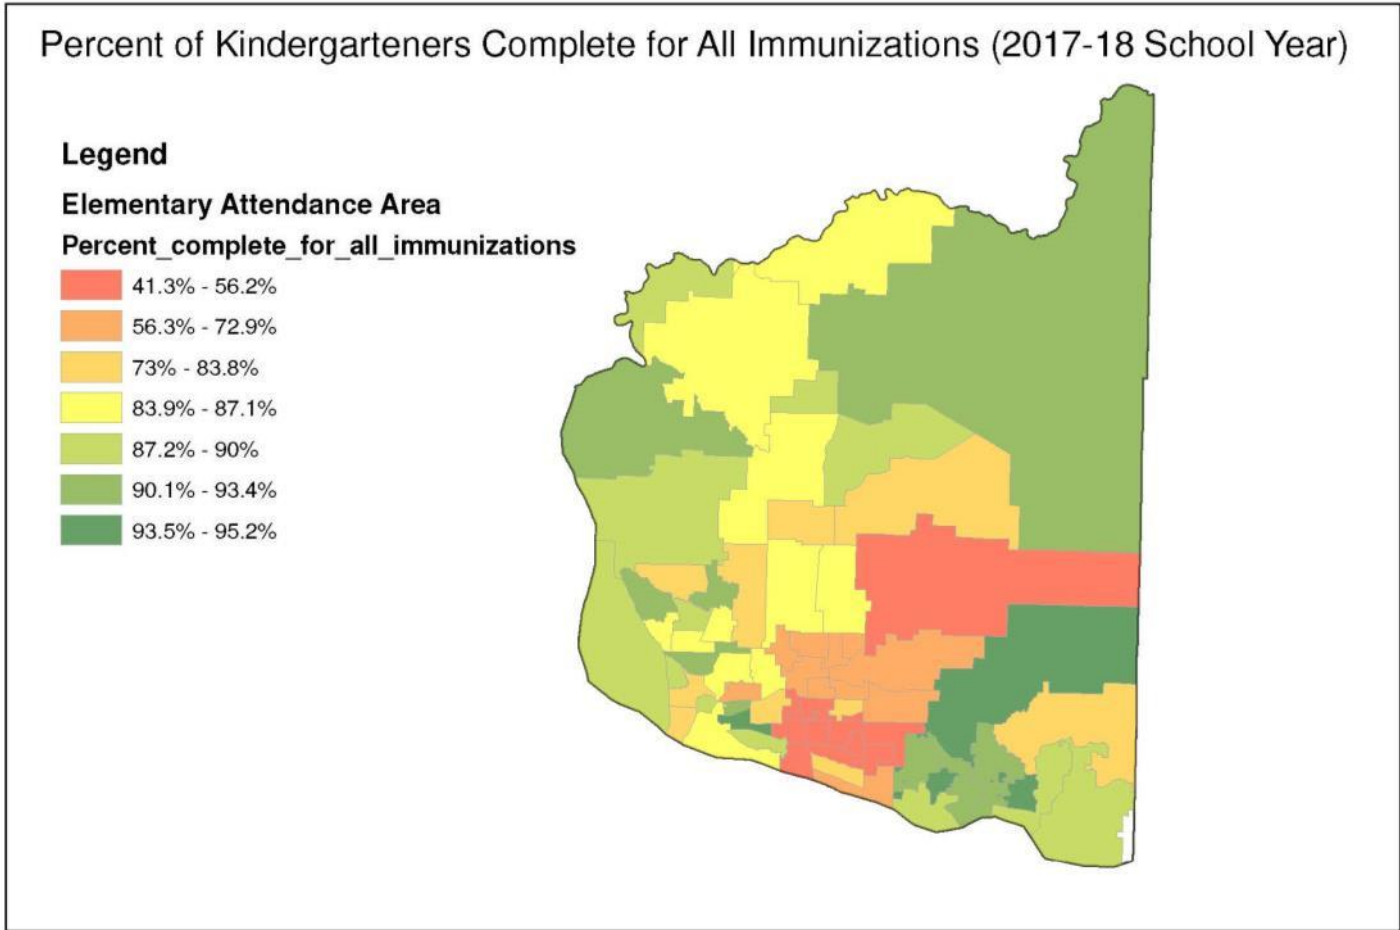 Percent of Kindergarteners Complete for All Immunizations (2017-18 School Year)
Legend
Elementary Attendance Area
Percent_complete_for_all_immunizations
41.3% - 56.2%
56.3% - 72.9%
73% - 83.8%
83.9% - 87.1%
87.2% - 90%
90.1% - 93.4%
93.5% - 95.2%